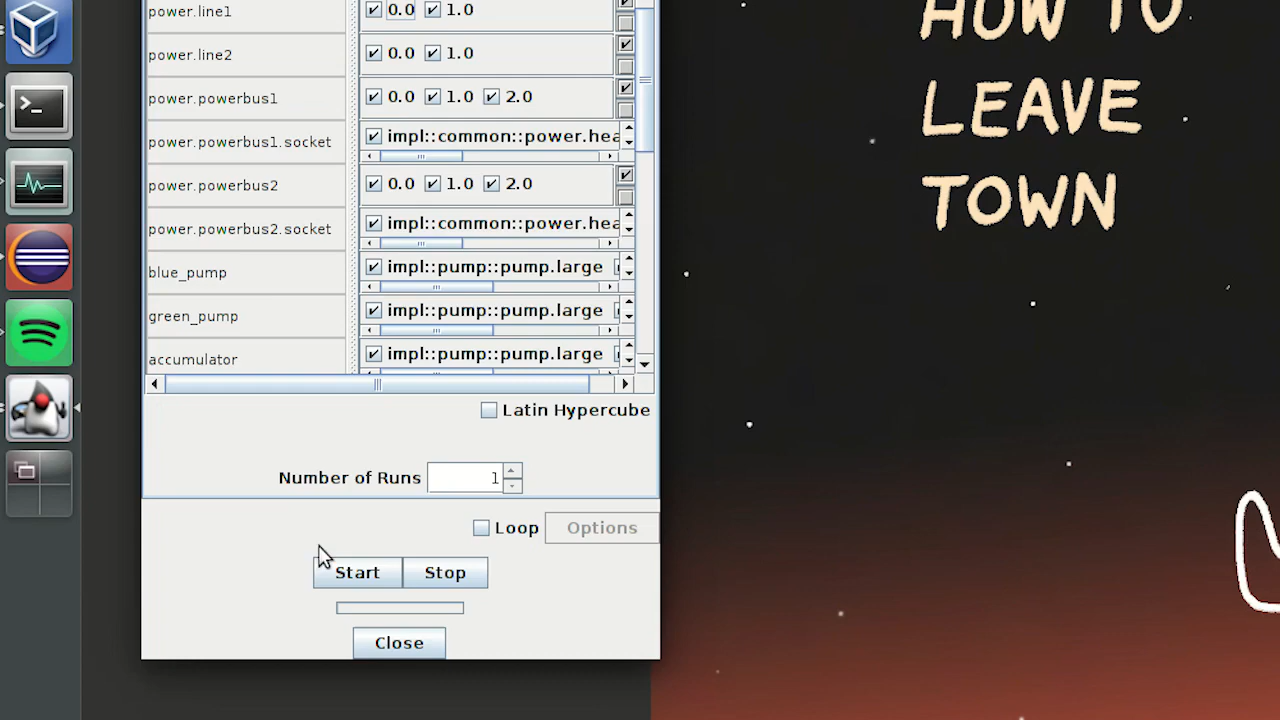 power.line1 0.0 1.0
power.line2 0.0 1.0
power.powerbus1 0.0 1.0 2.0
power.powerbus1.socket impl::common::power.hea
power.powerbus2 0.0 1.0 2.0
power.powerbus2.socket impl::common::power.hea
blue_pump impl::pump::pump.large
green_pump impl::pump::pump.large
accumulator impl::pump::pump.large
Latin Hypercube
Number of Runs 1
Loop Options
Start Stop
Close
HOW TO
LEAVE
TOWN